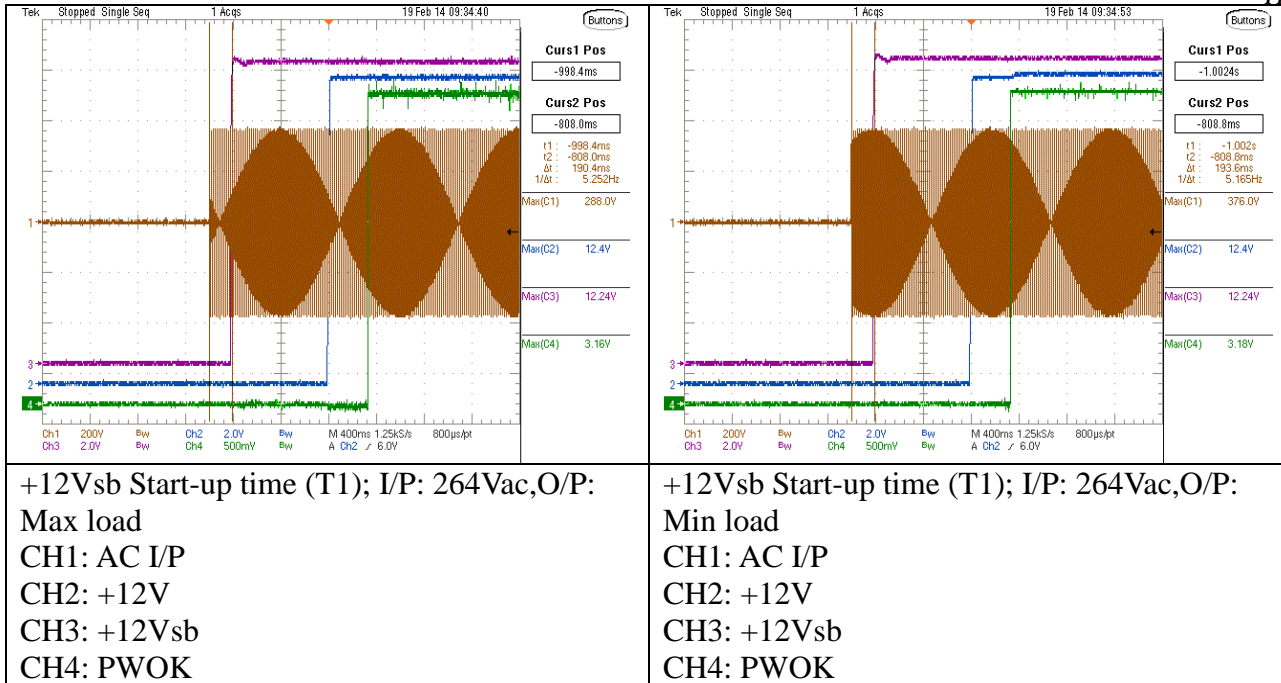 Tek Stopped Single Seq 1 Acqs 19 Feb 14 09:34:40
Buttons
Curs1 Pos
-998.4ms
Curs2 Pos
-808.0ms
t1 : -998.4ms
t2 : -808.0ms
Δt : 190.4ms
1/Δt : 5.252Hz
Max(C1) 288.0V
Max(C2) 12.4V
Max(C3) 12.24V
Max(C4) 3.16V
1
3
2
4
Ch1 200V Bw Ch2 2.0V Bw M 400ms 1.25kS/s 800µs/pt
Ch3 2.0V Bw Ch4 500mV Bw A Ch2 / 6.0V
Tek Stopped Single Seq 1 Acqs 19 Feb 14 09:34:53
Buttons
Curs1 Pos
-1.0024s
Curs2 Pos
-808.8ms
t1 : -1.002s
t2 : -808.8ms
Δt : 193.6ms
1/Δt : 5.165Hz
Max(C1) 376.0V
Max(C2) 12.4V
Max(C3) 12.24V
Max(C4) 3.18V
1
3
2
4
Ch1 200V Bw Ch2 2.0V Bw M 400ms 1.25kS/s 800µs/pt
Ch3 2.0V Bw Ch4 500mV Bw A Ch2 / 6.0V
+12Vsb Start-up time (T1); I/P: 264Vac,O/P:
Max load
CH1: AC I/P
CH2: +12V
CH3: +12Vsb
CH4: PWOK
+12Vsb Start-up time (T1); I/P: 264Vac,O/P:
Min load
CH1: AC I/P
CH2: +12V
CH3: +12Vsb
CH4: PWOK